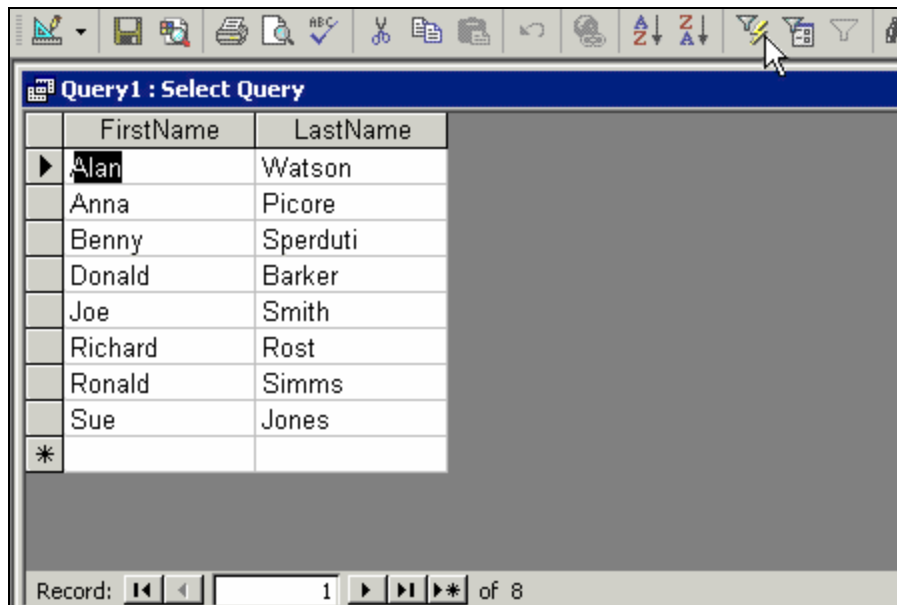 ABC
A Z
Z A
Query1 : Select Query
FirstName LastName
Alan Watson
Anna Picore
Benny Sperduti
Donald Barker
Joe Smith
Richard Rost
Ronald Simms
Sue Jones
Record: 1 of 8